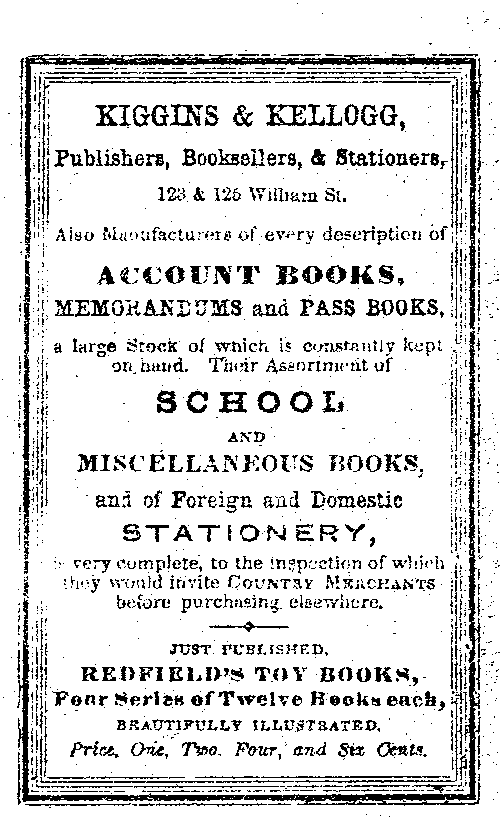 KIGGINS & KELLOGG,
Publishers, Booksellers, & Stationers,
123 & 125 William St.
Also Manufacturers of every description of
ACCOUNT BOOKS,
MEMORANDUMS and PASS BOOKS,
a large Stock of which is constantly kept
on hand. Their Assortment of
SCHOOL
AND
MISCELLANEOUS BOOKS,
and of Foreign and Domestic
STATIONERY,
is very complete, to the inspection of which
they would invite COUNTRY MERCHANTS
before purchasing elsewhere.
JUST PUBLISHED,
REDFIELD'S TOY BOOKS,
Four Series of Twelve Books each,
BEAUTIFULLY ILLUSTRATED.
Price, One, Two, Four, and Six Cents.